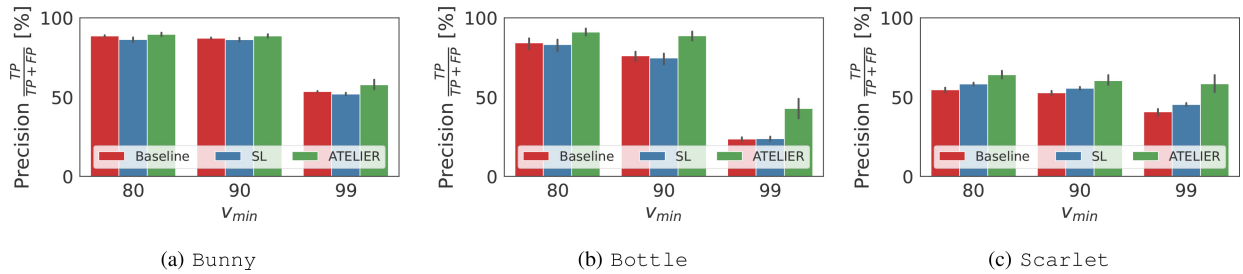 Precision TP/TP + FP [%]
100
50
0
Baseline SL ATELIER
80 90 99
v_min
(a) Bunny
Precision TP/TP + FP [%]
100
50
0
Baseline SL ATELIER
80 90 99
v_min
(b) Bottle
Precision TP/TP + FP [%]
100
50
0
Baseline SL ATELIER
80 90 99
v_min
(c) Scarlet